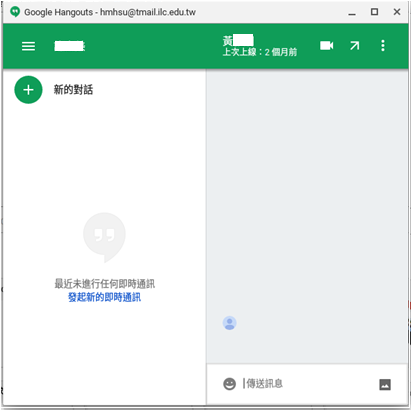 Google Hangouts - hmhsu@tmail.ilc.edu.tw
黃
上次上線：2 個月前
新的對話
最近未進行任何即時通訊
發起新的即時通訊
傳送訊息